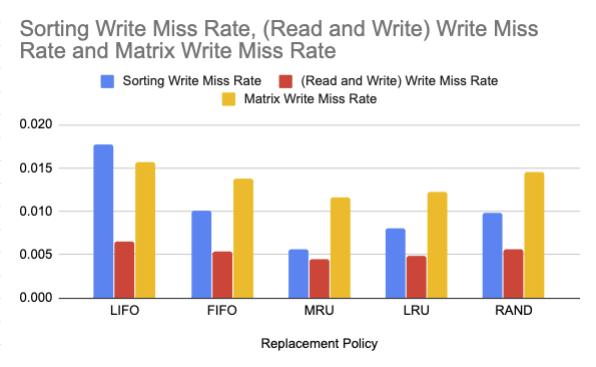 Sorting Write Miss Rate, (Read and Write) Write Miss
Rate and Matrix Write Miss Rate
Sorting Write Miss Rate (Read and Write) Write Miss Rate
Matrix Write Miss Rate
0.020
0.015
0.010
0.005
0.000
LIFO FIFO MRU LRU RAND
Replacement Policy